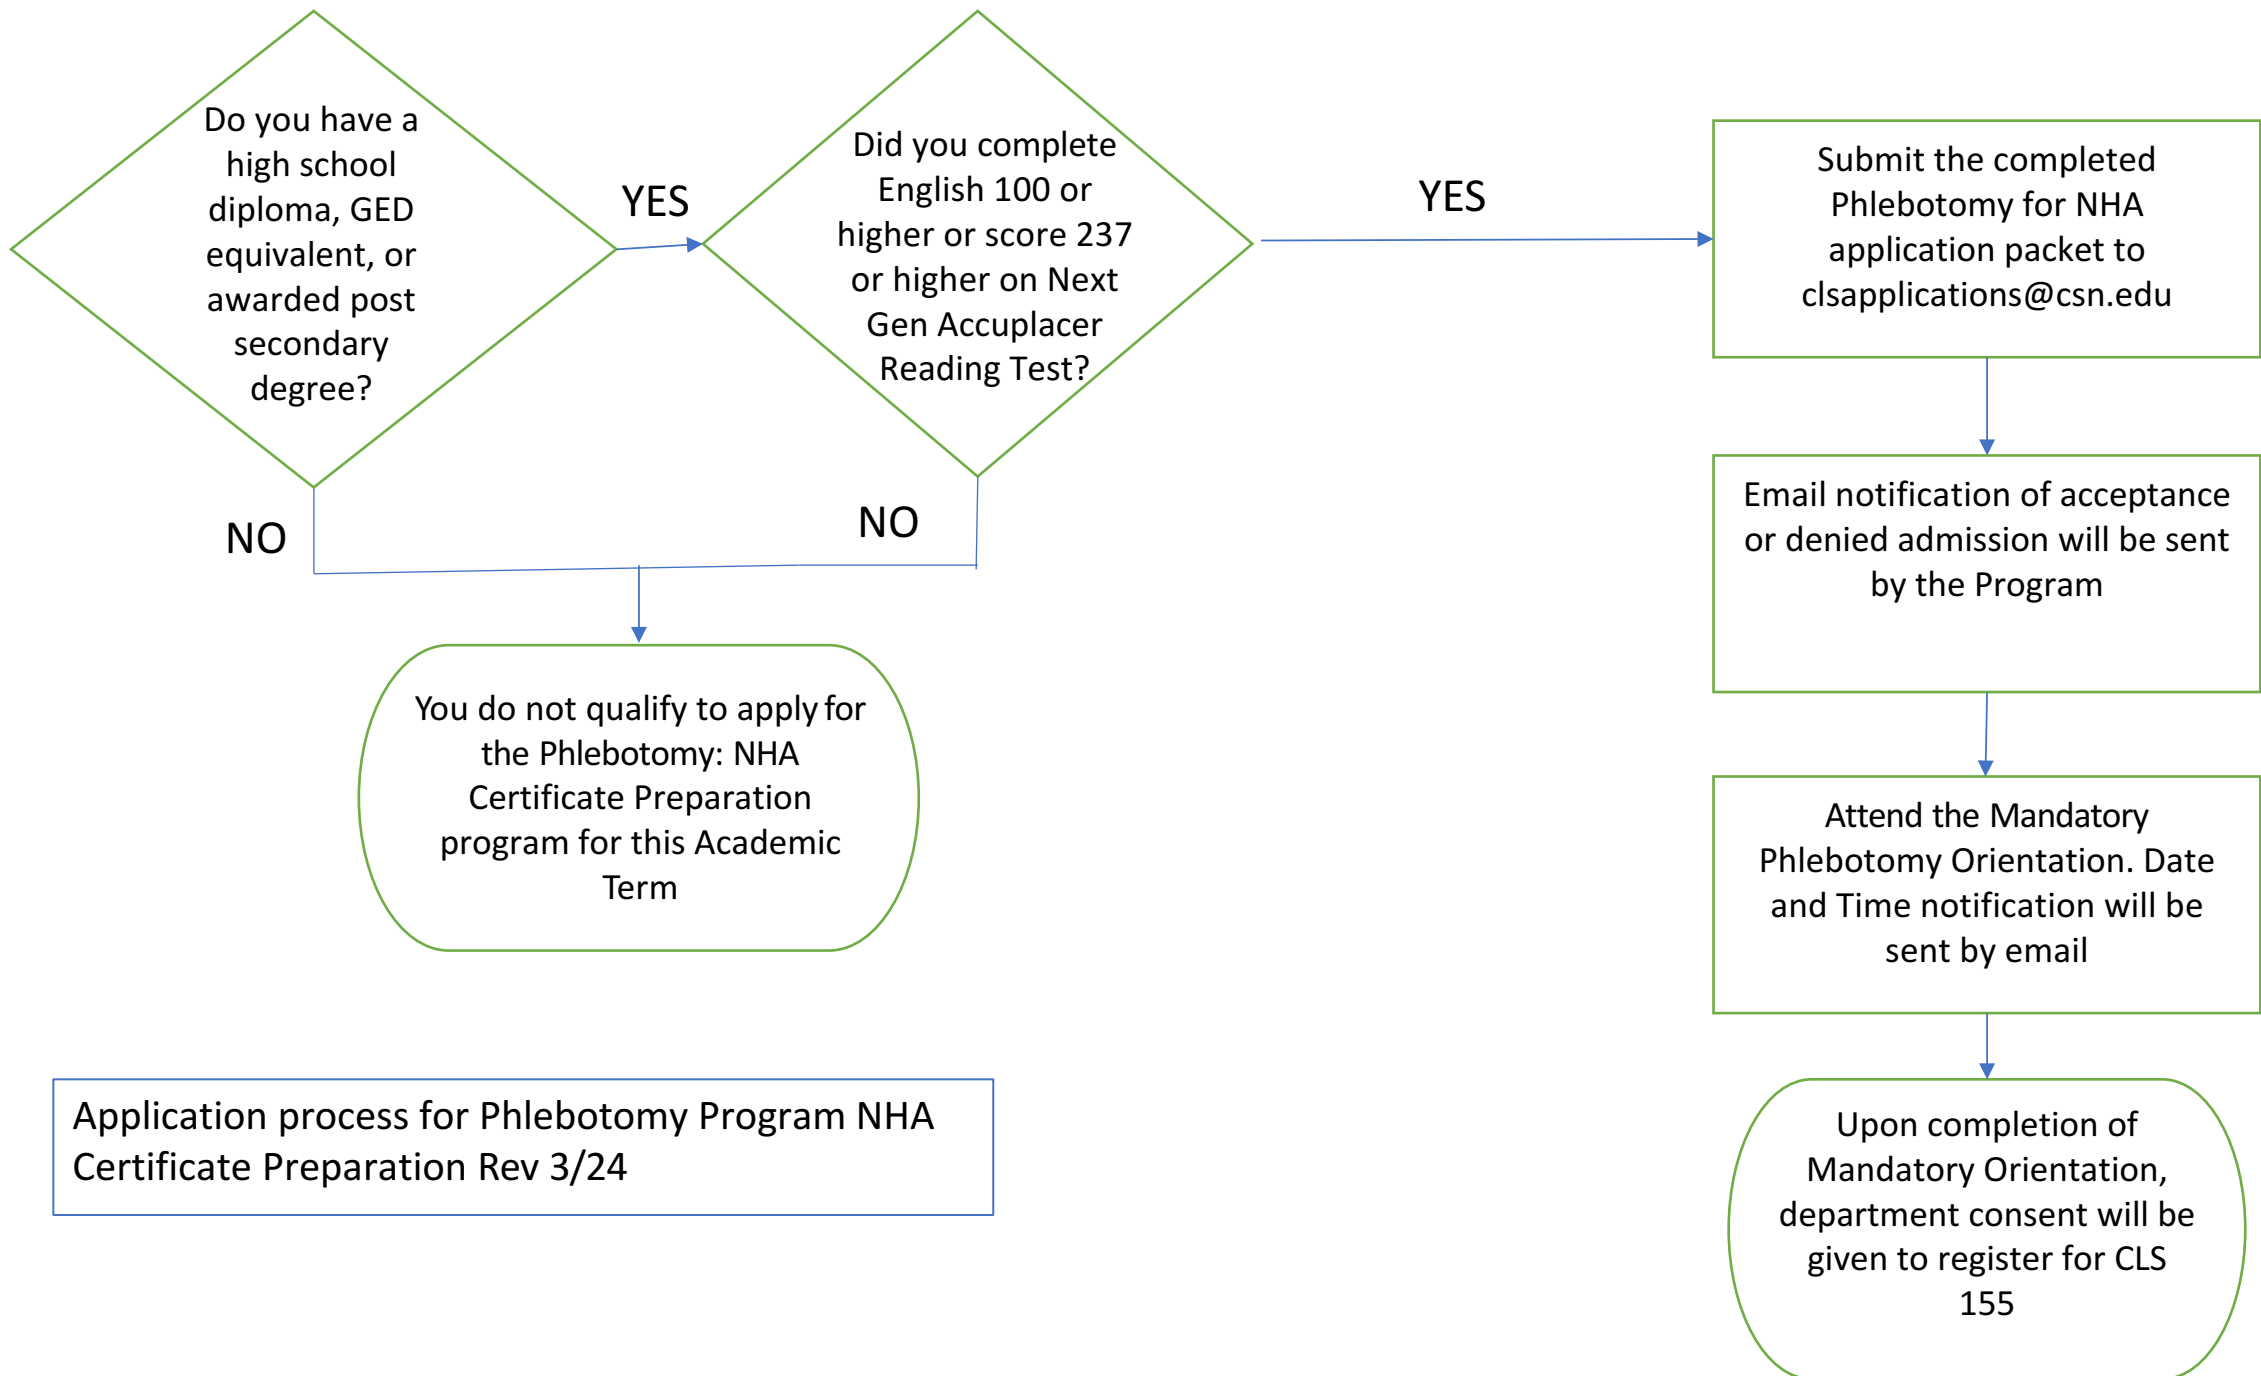 Do you have a
high school
diploma, GED
equivalent, or
awarded post
secondary
degree?
YES
Did you complete
English 100 or
higher or score 237
or higher on Next
Gen Accuplacer
Reading Test?
YES
Submit the completed
Phlebotomy for NHA
application packet to
clsapplications@csn.edu
NO
NO
Email notification of acceptance
or denied admission will be sent
by the Program
You do not qualify to apply for
the Phlebotomy: NHA
Certificate Preparation
program for this Academic
Term
Attend the Mandatory
Phlebotomy Orientation. Date
and Time notification will be
sent by email
Application process for Phlebotomy Program NHA
Certificate Preparation Rev 3/24
Upon completion of
Mandatory Orientation,
department consent will be
given to register for CLS
155